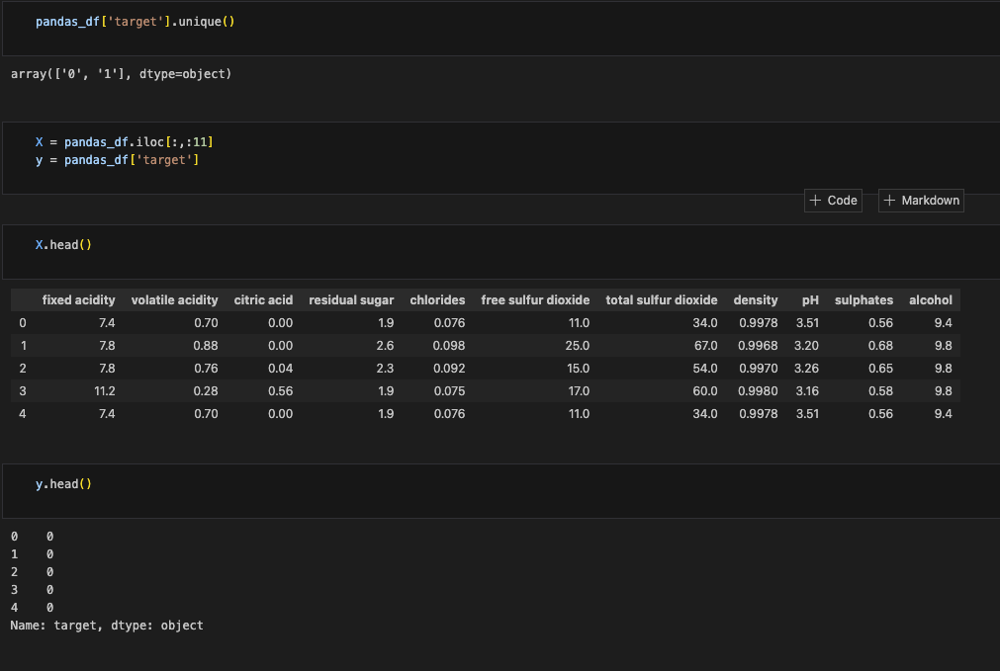 pandas_df['target'].unique()
array(['0', '1'], dtype=object)
X = pandas_df.iloc[:,:11]
y = pandas_df['target']
+ Code + Markdown
X.head()
fixed acidity volatile acidity citric acid residual sugar chlorides free sulfur dioxide total sulfur dioxide density pH sulphates alcohol
0 7.4 0.70 0.00 1.9 0.076 11.0 34.0 0.9978 3.51 0.56 9.4
1 7.8 0.88 0.00 2.6 0.098 25.0 67.0 0.9968 3.20 0.68 9.8
2 7.8 0.76 0.04 2.3 0.092 15.0 54.0 0.9970 3.26 0.65 9.8
3 11.2 0.28 0.56 1.9 0.075 17.0 60.0 0.9980 3.16 0.58 9.8
4 7.4 0.70 0.00 1.9 0.076 11.0 34.0 0.9978 3.51 0.56 9.4
y.head()
0 0
1 0
2 0
3 0
4 0
Name: target, dtype: object